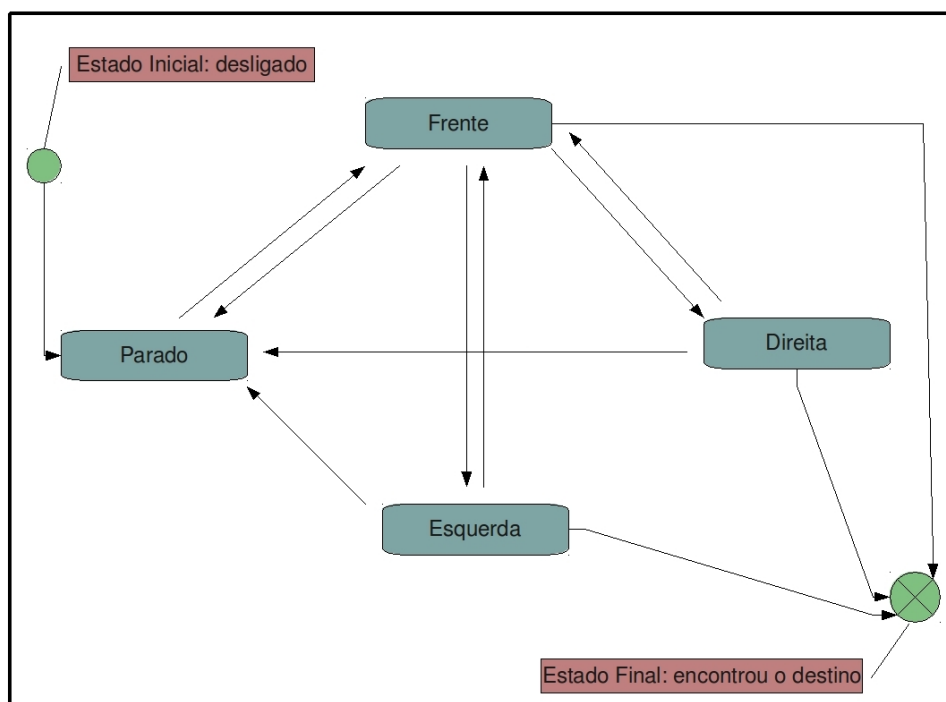 Estado Inicial: desligado
Frente
Parado
Direita
Esquerda
Estado Final: encontrou o destino